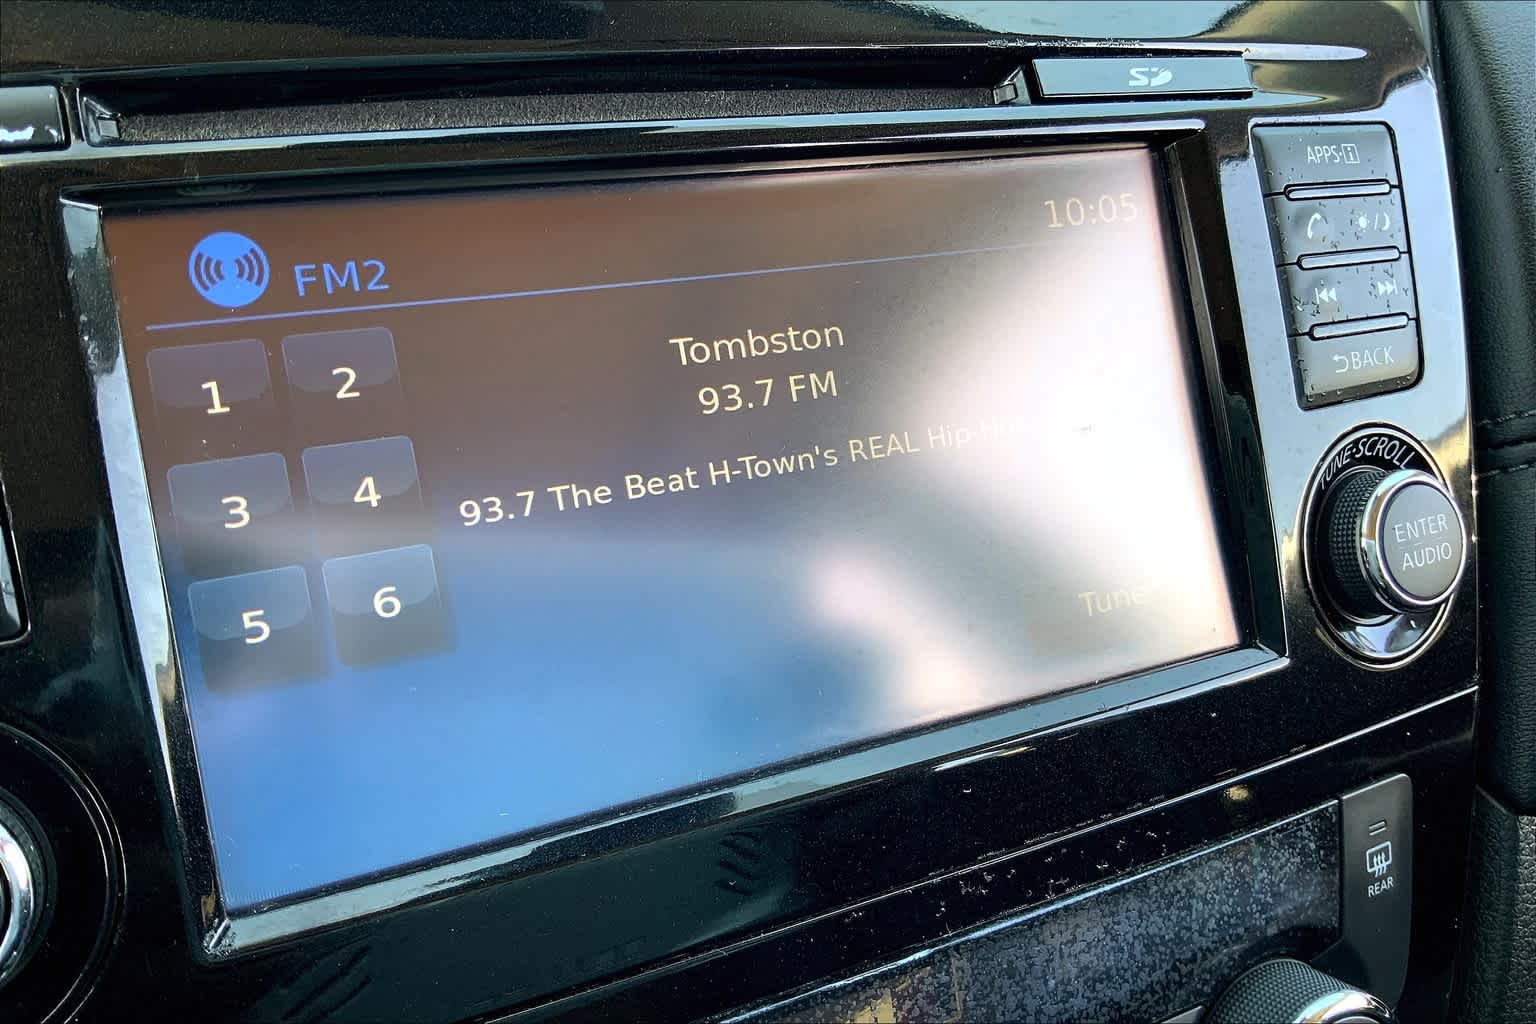 SD
APPS·i
10:05
FM2
Tombston
93.7 FM
93.7 The Beat H-Town's REAL Hip-Ho
1 2
3 4
5 6
Tune
BACK
TUNE·SCROLL
ENTER
AUDIO
REAR